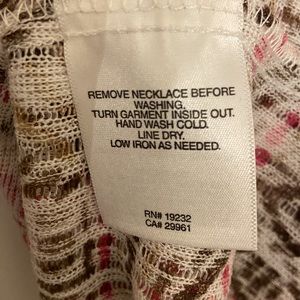 REMOVE NECKLACE BEFORE
WASHING.
TURN GARMENT INSIDE OUT.
HAND WASH COLD.
LINE DRY.
LOW IRON AS NEEDED.
RN# 19232
CA# 29961